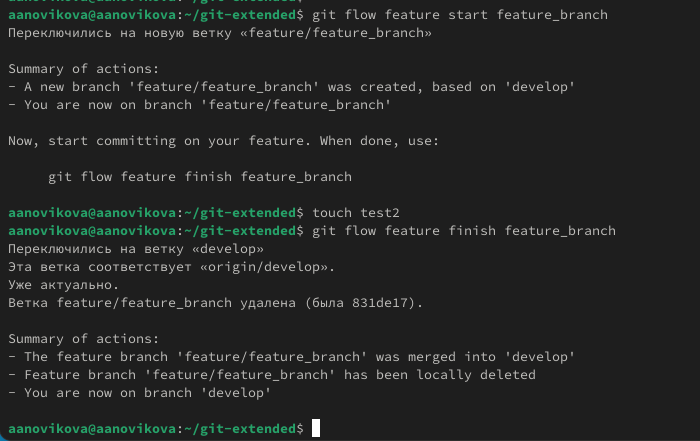 aanovikova@aanovikova:~/git-extended$ git flow feature start feature_branch
Переключились на новую ветку «feature/feature_branch»
Summary of actions:
- A new branch 'feature/feature_branch' was created, based on 'develop'
- You are now on branch 'feature/feature_branch'
Now, start committing on your feature. When done, use:
git flow feature finish feature_branch
aanovikova@aanovikova:~/git-extended$ touch test2
aanovikova@aanovikova:~/git-extended$ git flow feature finish feature_branch
Переключились на ветку «develop»
Эта ветка соответствует «origin/develop».
Уже актуально.
Ветка feature/feature_branch удалена (была 831de17).
Summary of actions:
- The feature branch 'feature/feature_branch' was merged into 'develop'
- Feature branch 'feature/feature_branch' has been locally deleted
- You are now on branch 'develop'
aanovikova@aanovikova:~/git-extended$